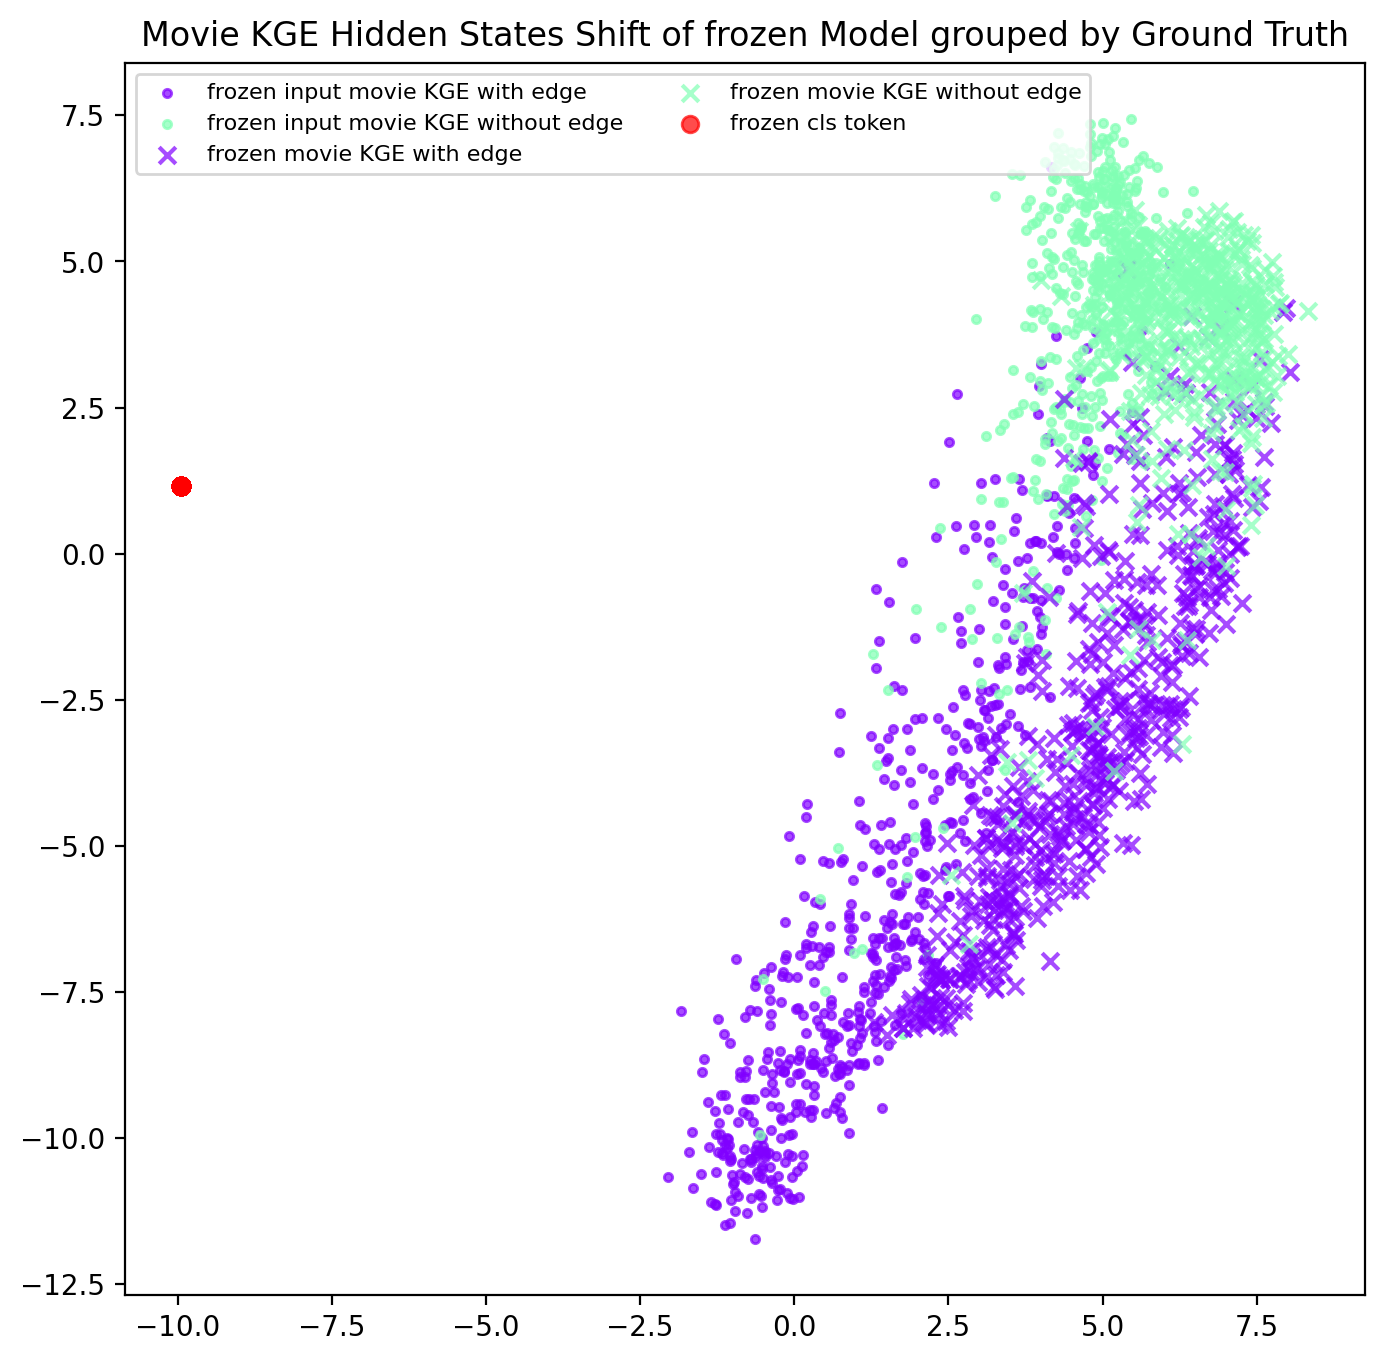 Movie KGE Hidden States Shift of frozen Model grouped by Ground Truth
frozen input movie KGE with edge
frozen input movie KGE without edge
frozen movie KGE with edge
frozen movie KGE without edge
frozen cls token
7.5
5.0
2.5
0.0
−2.5
−5.0
−7.5
−10.0
−12.5
−10.0 −7.5 −5.0 −2.5 0.0 2.5 5.0 7.5